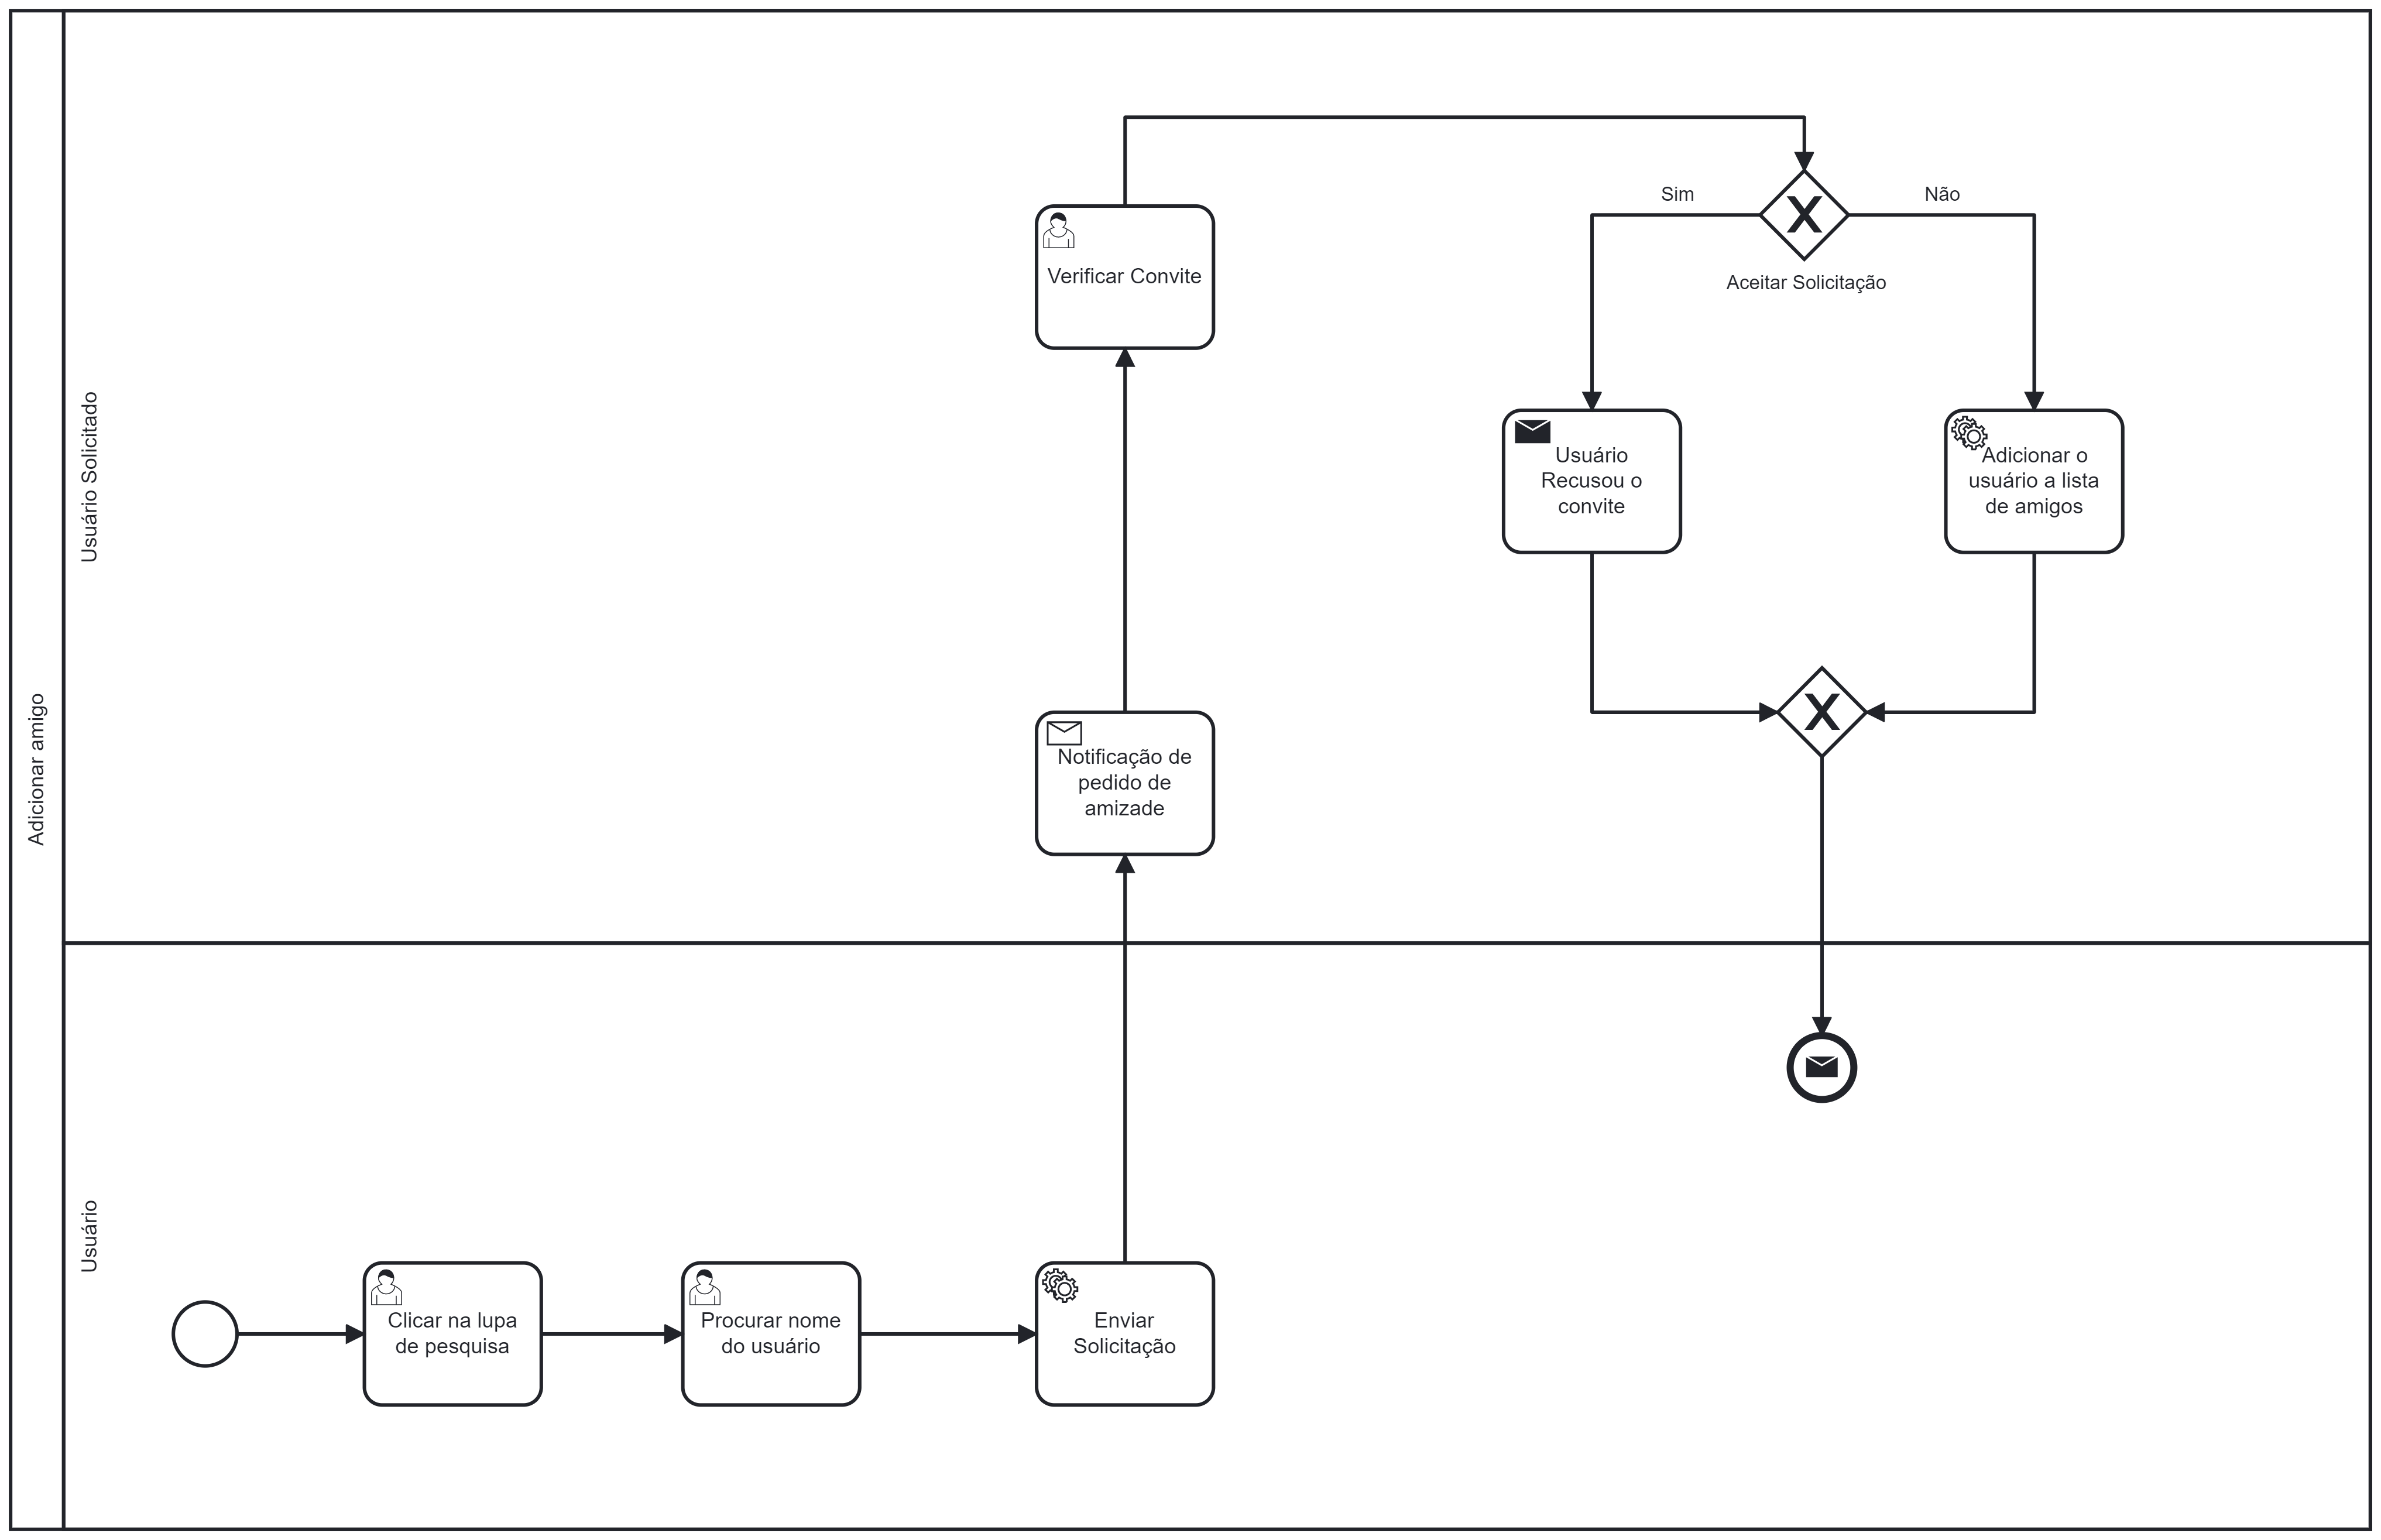 Adicionar amigo
Usuário Solicitado
Verificar Convite
Sim
Não
Aceitar Solicitação
Usuário
Recusou o
convite
Adicionar o
usuário a lista
de amigos
Notificação de
pedido de
amizade
Usuário
Clicar na lupa
de pesquisa
Procurar nome
do usuário
Enviar
Solicitação